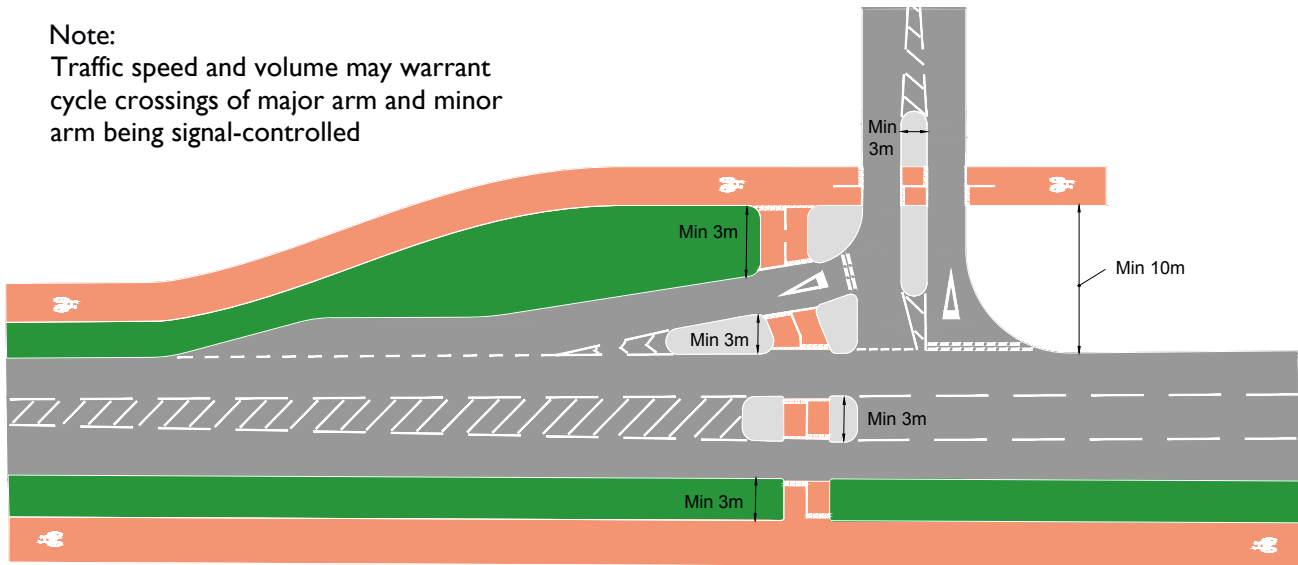 Note:
Traffic speed and volume may warrant
cycle crossings of major arm and minor
arm being signal-controlled
Min
3m
Min 3m
Min 10m
Min 3m
Min 3m
Min 3m